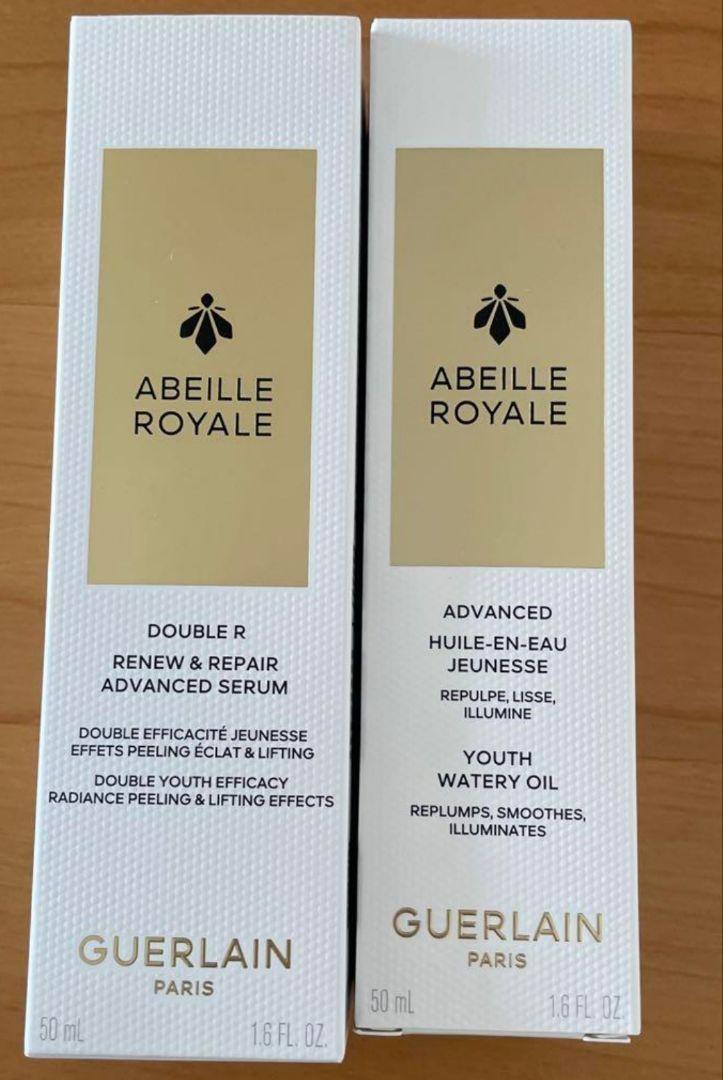 ABEILLE
ROYALE
DOUBLE R
RENEW & REPAIR
ADVANCED SERUM
DOUBLE EFFICACITÉ JEUNESSE
EFFETS PEELING ÉCLAT & LIFTING
DOUBLE YOUTH EFFICACY
RADIANCE PEELING & LIFTING EFFECTS
GUERLAIN
PARIS
50 mL 1.6 FL. OZ.
ABEILLE
ROYALE
ADVANCED
HUILE-EN-EAU
JEUNESSE
REPULPE, LISSE,
ILLUMINE
YOUTH
WATERY OIL
REPLUMPS, SMOOTHES,
ILLUMINATES
GUERLAIN
PARIS
50 mL 1.6 FL. OZ.